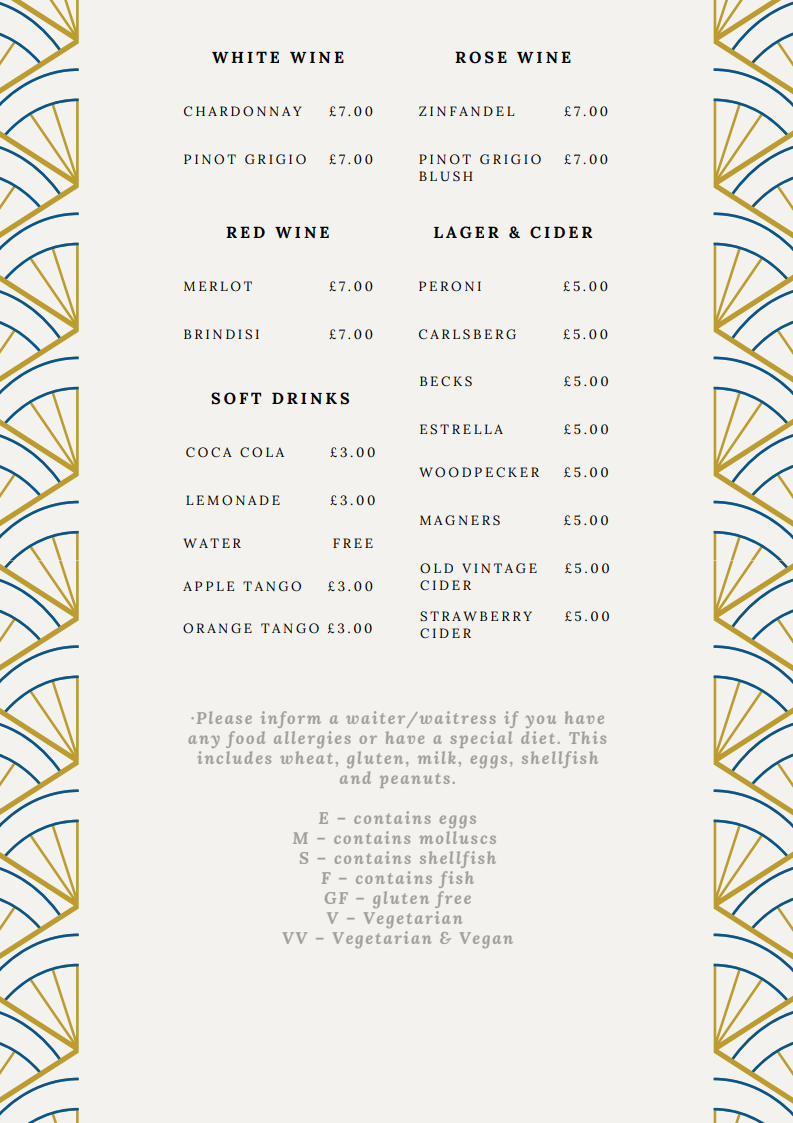 WHITE WINE
CHARDONNAY £7.00
PINOT GRIGIO £7.00
RED WINE
MERLOT £7.00
BRINDISI £7.00
SOFT DRINKS
COCA COLA £3.00
LEMONADE £3.00
WATER FREE
APPLE TANGO £3.00
ORANGE TANGO £3.00
ROSE WINE
ZINFANDEL £7.00
PINOT GRIGIO £7.00
BLUSH
LAGER & CIDER
PERONI £5.00
CARLSBERG £5.00
BECKS £5.00
ESTRELLA £5.00
WOODPECKER £5.00
MAGNERS £5.00
OLD VINTAGE £5.00
CIDER
STRAWBERRY £5.00
CIDER
·Please inform a waiter/waitress if you have
any food allergies or have a special diet. This
includes wheat, gluten, milk, eggs, shellfish
and peanuts.
E – contains eggs
M – contains molluscs
S – contains shellfish
F – contains fish
GF – gluten free
V – Vegetarian
VV – Vegetarian & Vegan